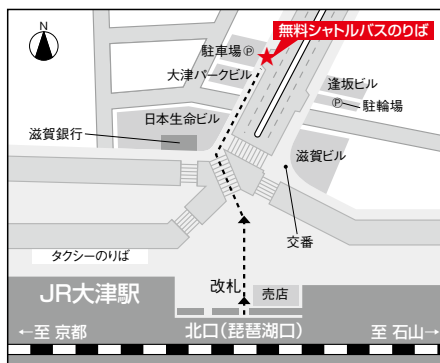 N
無料シャトルバスのりば
駐車場Ⓟ
大津パークビル
逢坂ビル
Ⓟ 駐輪場
日本生命ビル
滋賀銀行
滋賀ビル
交番
タクシーのりば
改札
売店
JR大津駅
←至 京都
北口(琵琶湖口)
至 石山→